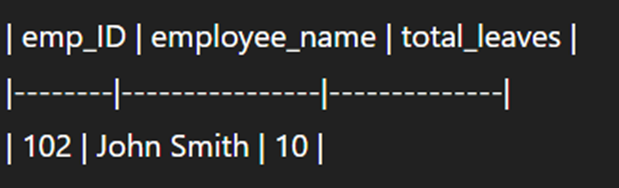 | emp_ID | employee_name | total_leaves |
|--------|----------------|--------------|
| 102 | John Smith | 10 |